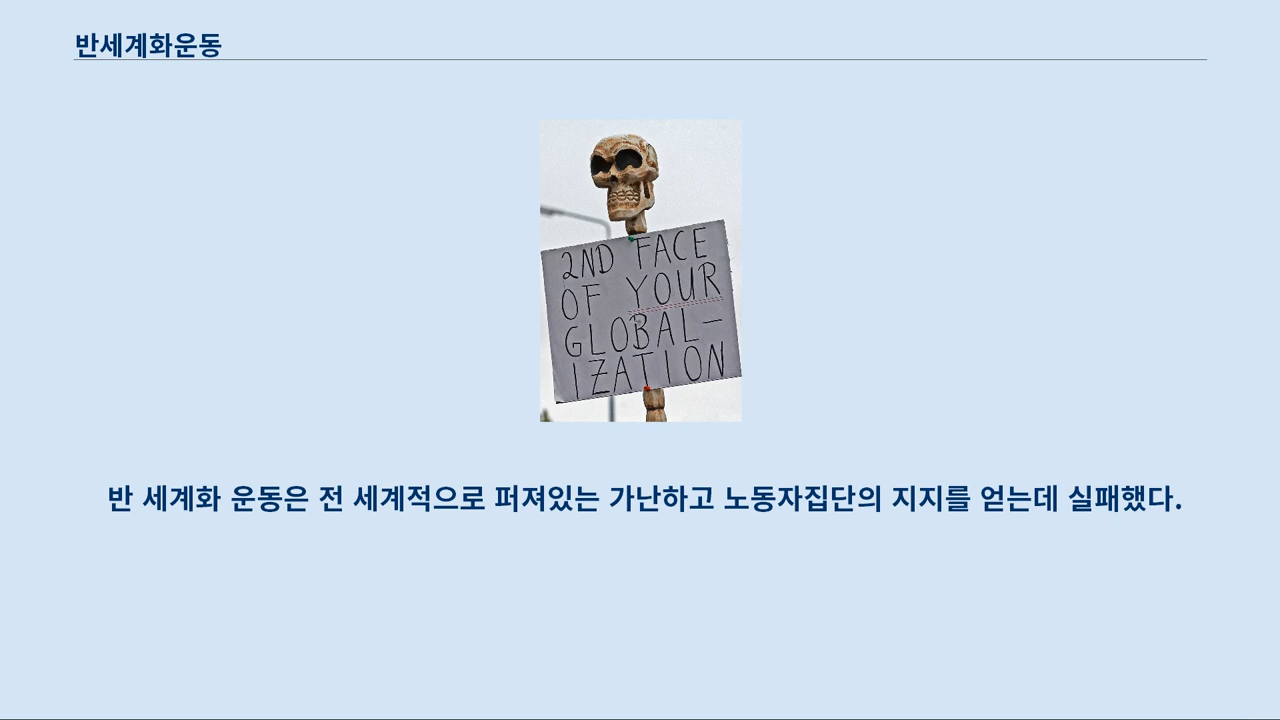 반세계화운동
2ND FACE
OF YOUR
GLOBAL-
IZATION
반 세계화 운동은 전 세계적으로 퍼져있는 가난하고 노동자집단의 지지를 얻는데 실패했다.